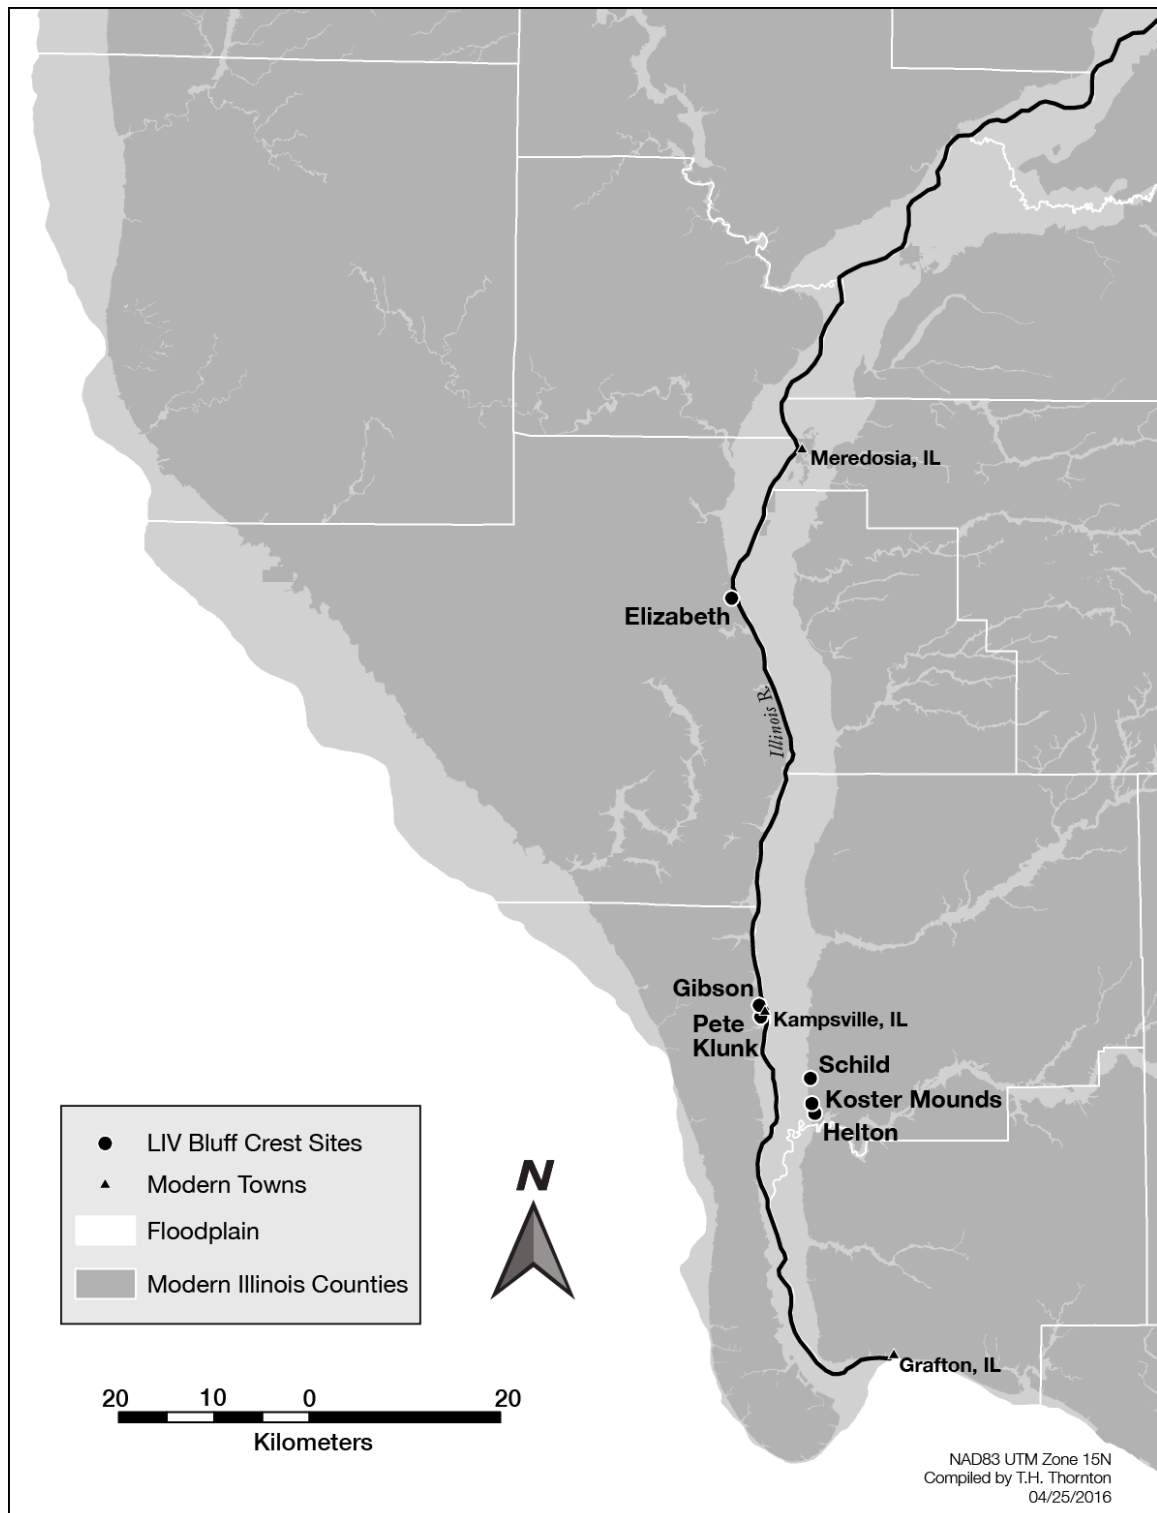 Meredosia, IL
Elizabeth
Illinois R.
Gibson
Pete
Klunk
Kampsville, IL
Schild
Koster Mounds
Helton
LIV Bluff Crest Sites
Modern Towns
Floodplain
Modern Illinois Counties
N
Grafton, IL
20 10 0 20
Kilometers
NAD83 UTM Zone 15N
Compiled by T.H. Thornton
04/25/2016